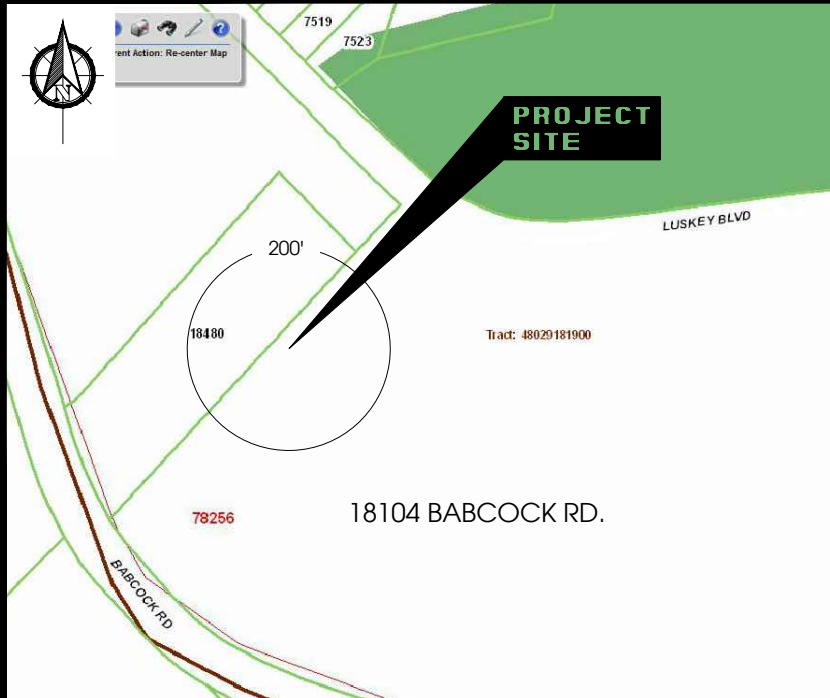 7519
7523
rent Action: Re-center Map
N
PROJECT
SITE
LUSKEY BLVD
200'
18480
Tract: 48029181900
78256
18104 BABCOCK RD.
BABCOCK RD